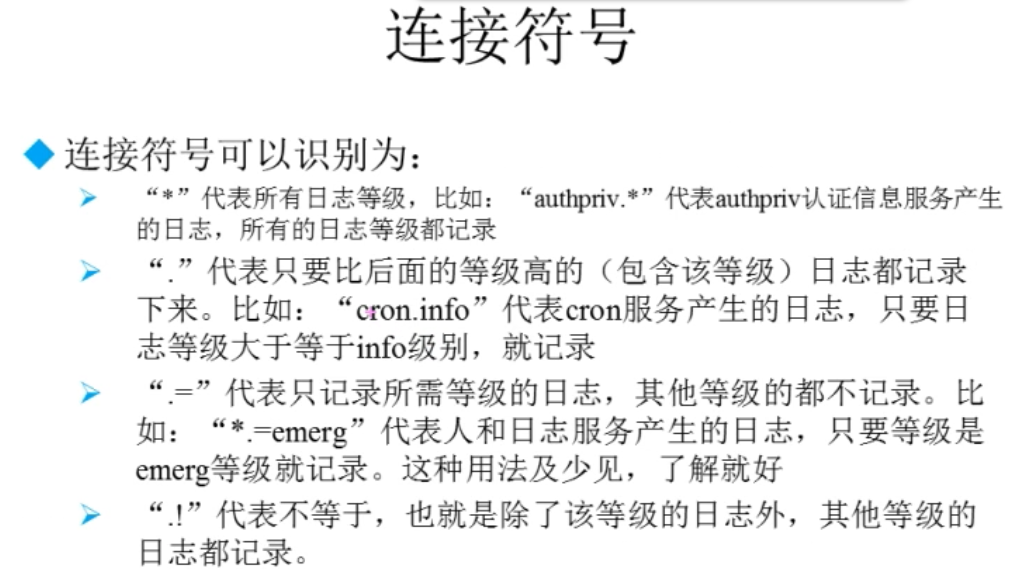 连接符号
连接符号可以识别为：
“*”代表所有日志等级，比如：“authpriv.*”代表authpriv认证信息服务产生
的日志，所有的日志等级都记录
“.”代表只要比后面的等级高的（包含该等级）日志都记录
下来。比如：“cron.info”代表cron服务产生的日志，只要日
志等级大于等于info级别，就记录
“.=”代表只记录所需等级的日志，其他等级的都不记录。比
如：“*.=emerg”代表人和日志服务产生的日志，只要等级是
emerg等级就记录。这种用法及少见，了解就好
“.!”代表不等于，也就是除了该等级的日志外，其他等级的
日志都记录。